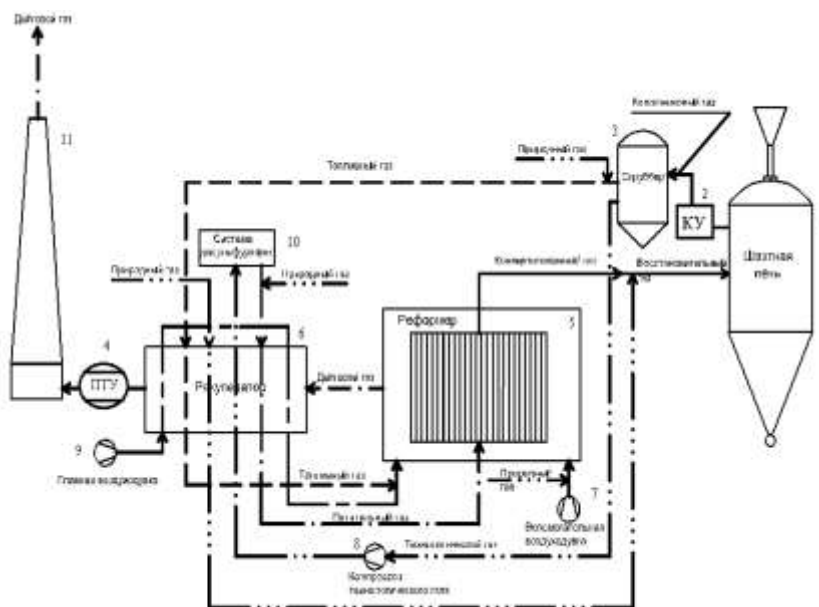 Дымовой газ
11
Колошниковый газ
3
Природный газ
Скруббер
2
КУ
Топливный газ
Система
10
Природный газ
Природный газ
Шахтная
печь
Конвертированный газ
Восстановительный
газ
Реформер
5
4
6
ПТУ
Рекуператор
Дымовой газ
9
Главная воздуходувка
Топливный газ
Природный
газ
7
Питательный газ
Вспомогательная
воздуходувка
8
Технологический газ
Компрессор
технологического газа